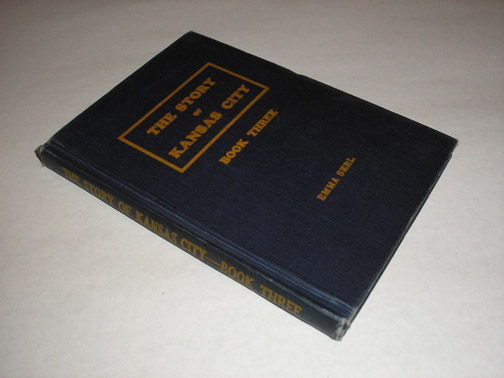 THE STORY
OF
KANSAS CITY
BOOK THREE
EMMA SERL
THE STORY OF KANSAS CITY—BOOK THREE